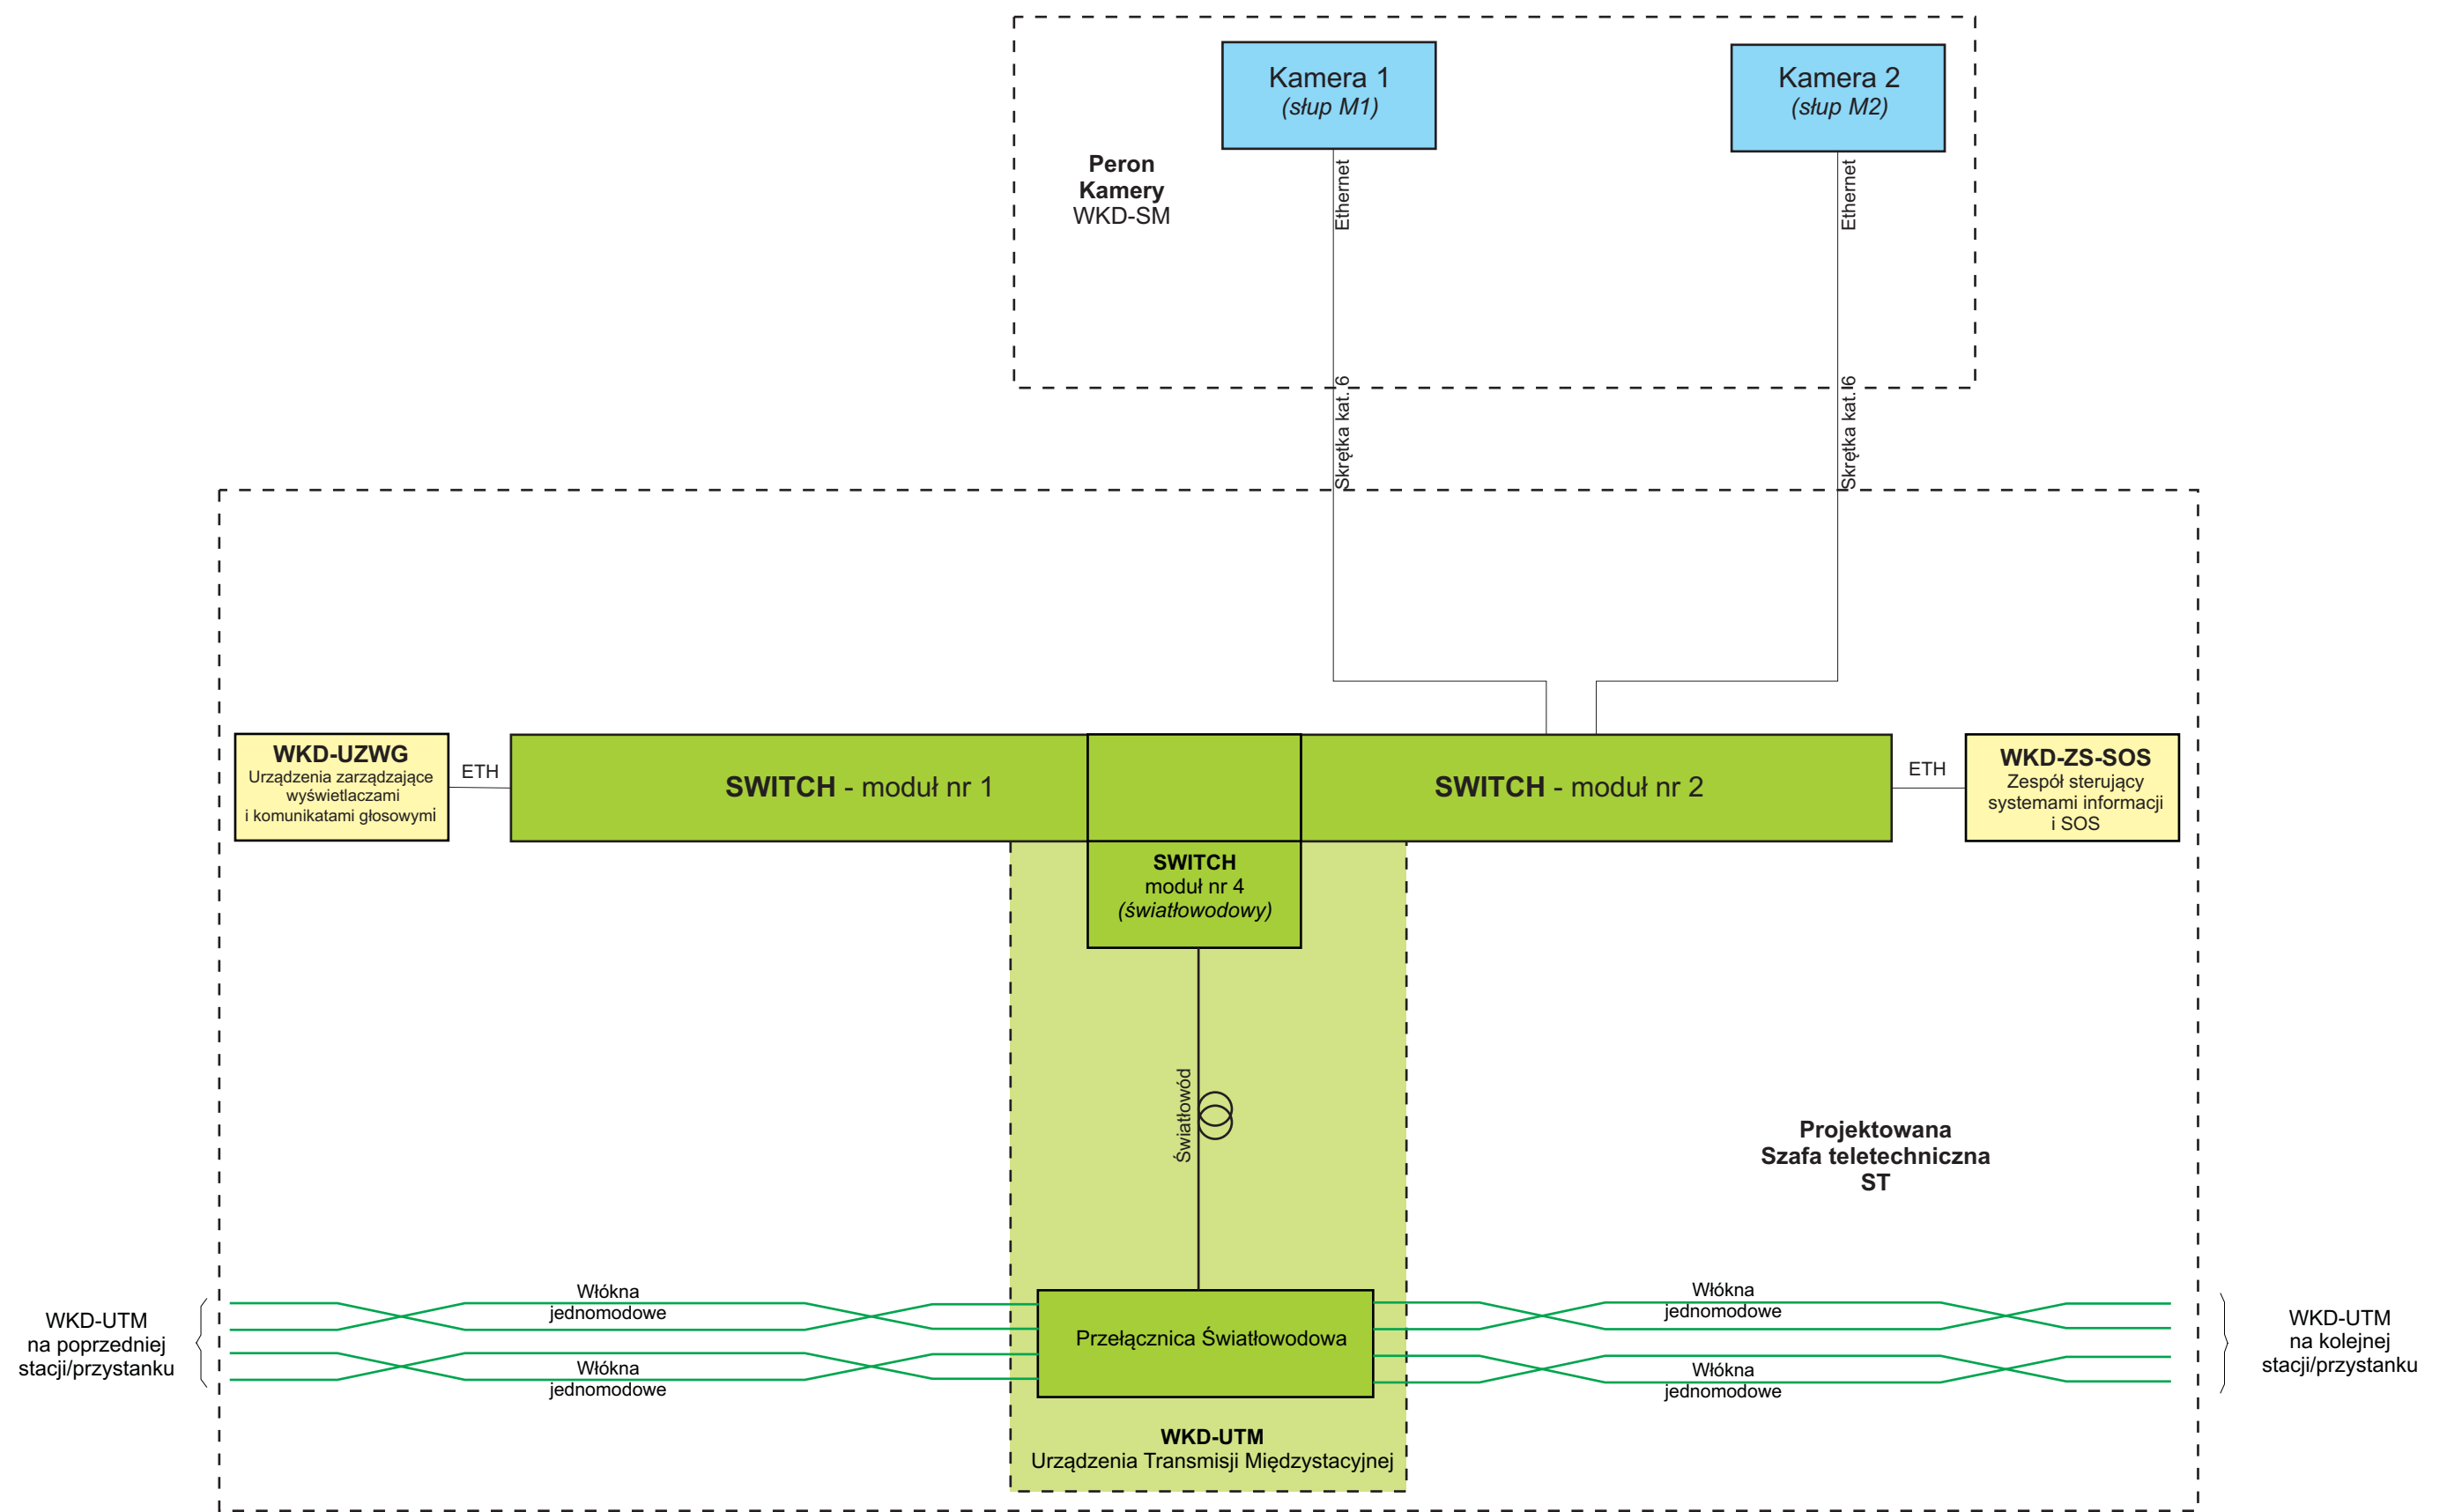 Kamera 1
(słup M1)
Kamera 2
(słup M2)
Peron
Kamery
WKD-SM
Ethernet
Ethernet
Skrętka kat. 6
Skrętka kat. 6
WKD-UZWG
Urządzenia zarządzające
wyświetlaczami
i komunikatami głosowymi
ETH
SWITCH - moduł nr 1
SWITCH - moduł nr 2
ETH
WKD-ZS-SOS
Zespół sterujący
systemami informacji
i SOS
SWITCH
moduł nr 4
(światłowodowy)
Światłowód
Projektowana
Szafa teletechniczna
ST
WKD-UTM
na poprzedniej
stacji/przystanku
Włókna
jednomodowe
Włókna
jednomodowe
Przełącznica Światłowodowa
Włókna
jednomodowe
Włókna
jednomodowe
WKD-UTM
na kolejnej
stacji/przystanku
WKD-UTM
Urządzenia Transmisji Międzystacyjnej